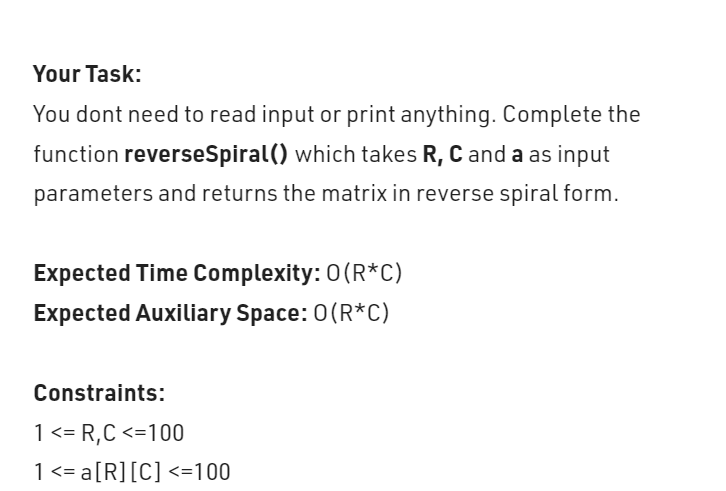 Your Task:
You dont need to read input or print anything. Complete the
function reverseSpiral() which takes R, C and a as input
parameters and returns the matrix in reverse spiral form.
Expected Time Complexity: O(R*C)
Expected Auxiliary Space: O(R*C)
Constraints:
1 <= R,C <=100
1 <= a[R][C] <=100